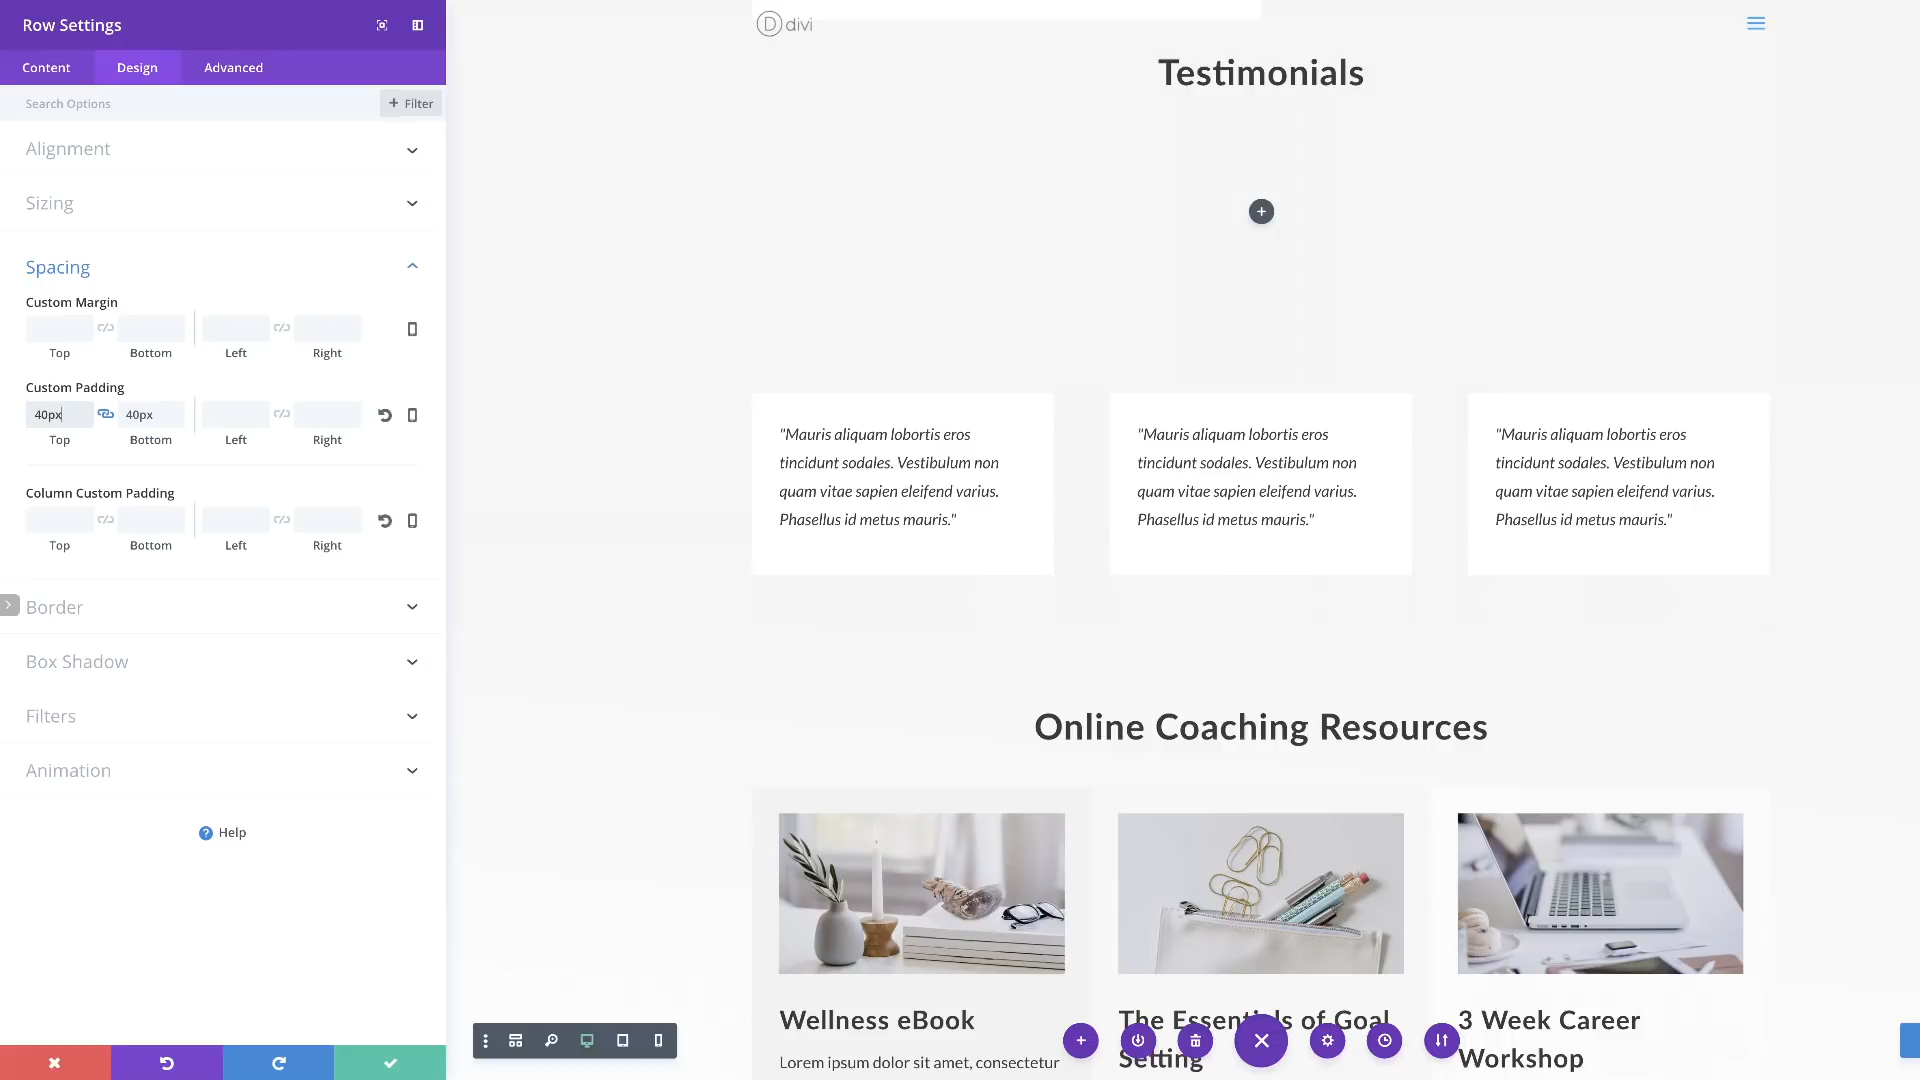 Row Settings
Content
Design
Advanced
Search Options
+ Filter
Alignment
Sizing
Spacing
Custom Margin
Top
Bottom
Left
Right
Custom Padding
40px
40px
Top
Bottom
Left
Right
Column Custom Padding
Top
Bottom
Left
Right
Border
Box Shadow
Filters
Animation
? Help
D divi
Testimonials
"Mauris aliquam lobortis eros
tincidunt sodales. Vestibulum non
quam vitae sapien eleifend varius.
Phasellus id metus mauris."
"Mauris aliquam lobortis eros
tincidunt sodales. Vestibulum non
quam vitae sapien eleifend varius.
Phasellus id metus mauris."
"Mauris aliquam lobortis eros
tincidunt sodales. Vestibulum non
quam vitae sapien eleifend varius.
Phasellus id metus mauris."
Online Coaching Resources
Wellness eBook
Lorem ipsum dolor sit amet, consectetur
The Essentials of Goal
Setting
3 Week Career
Workshop